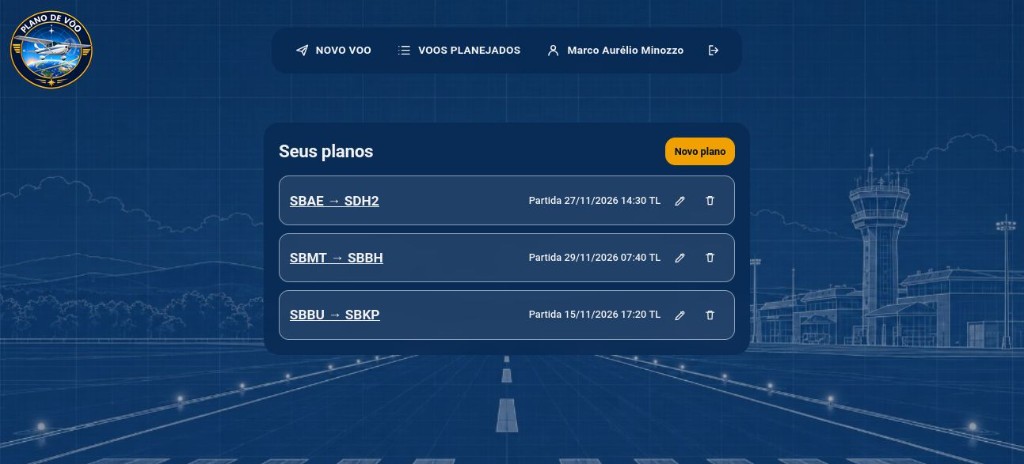 PLANO DE VÔO
NOVO VOO
VOOS PLANEJADOS
Marco Aurélio Minozzo
Seus planos
Novo plano
SBAE → SDH2
Partida 27/11/2026 14:30 TL
SBMT → SBBH
Partida 29/11/2026 07:40 TL
SBBU → SBKP
Partida 15/11/2026 17:20 TL